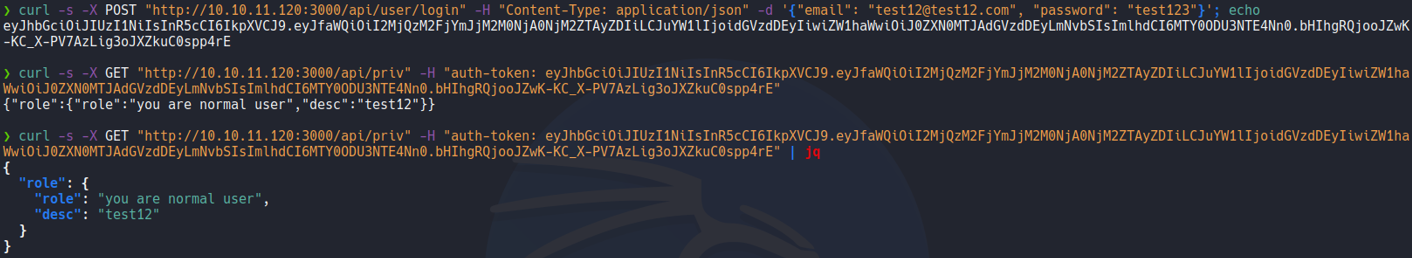 ❯ curl -s -X POST "http://10.10.11.120:3000/api/user/login" -H "Content-Type: application/json" -d '{"email": "test12@test12.com", "password": "test123"}'; echo
eyJhbGciOiJIUzI1NiIsInR5cCI6IkpXVCJ9.eyJfaWQiOiI2MjQzM2FjYmJjM2M0NjA0NjM2ZTAyZDIiLCJuYW1lIjoidGVzdDEyIiwiZW1haWwiOiJ0ZXN0MTJAdGVzdDEyLmNvbSIsImlhdCI6MTY0ODU3NTE4Nn0.bHIhgRQjooJZwK
-KC_X-PV7AzLig3oJXZkuC0spp4rE
❯ curl -s -X GET "http://10.10.11.120:3000/api/priv" -H "auth-token: eyJhbGciOiJIUzI1NiIsInR5cCI6IkpXVCJ9.eyJfaWQiOiI2MjQzM2FjYmJjM2M0NjA0NjM2ZTAyZDIiLCJuYW1lIjoidGVzdDEyIiwiZW1ha
WwiOiJ0ZXN0MTJAdGVzdDEyLmNvbSIsImlhdCI6MTY0ODU3NTE4Nn0.bHIhgRQjooJZwK-KC_X-PV7AzLig3oJXZkuC0spp4rE"
{"role":{"role":"you are normal user","desc":"test12"}}
❯ curl -s -X GET "http://10.10.11.120:3000/api/priv" -H "auth-token: eyJhbGciOiJIUzI1NiIsInR5cCI6IkpXVCJ9.eyJfaWQiOiI2MjQzM2FjYmJjM2M0NjA0NjM2ZTAyZDIiLCJuYW1lIjoidGVzdDEyIiwiZW1ha
WwiOiJ0ZXN0MTJAdGVzdDEyLmNvbSIsImlhdCI6MTY0ODU3NTE4Nn0.bHIhgRQjooJZwK-KC_X-PV7AzLig3oJXZkuC0spp4rE" | jq
{
  "role": {
    "role": "you are normal user",
    "desc": "test12"
  }
}